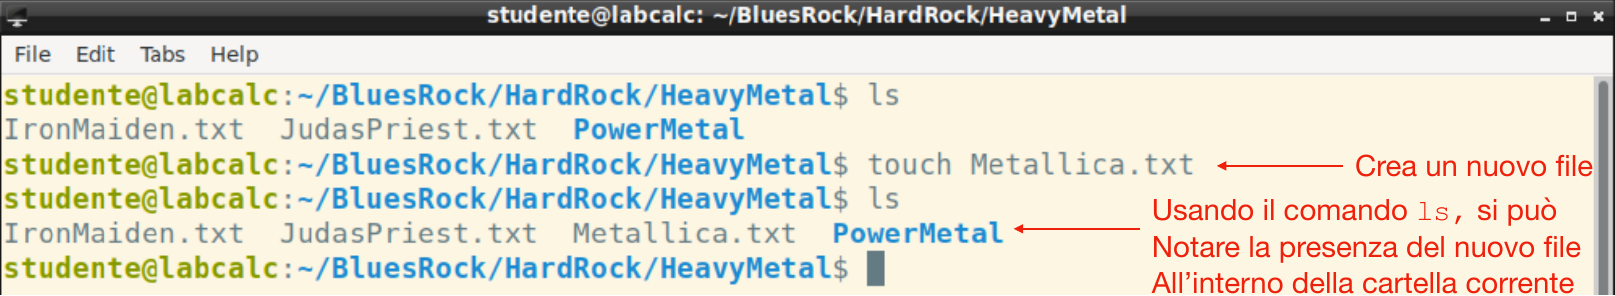 studente@labcalc: ~/BluesRock/HardRock/HeavyMetal
File Edit Tabs Help
studente@labcalc:~/BluesRock/HardRock/HeavyMetal$ ls
IronMaiden.txt JudasPriest.txt PowerMetal
studente@labcalc:~/BluesRock/HardRock/HeavyMetal$ touch Metallica.txt
Crea un nuovo file
studente@labcalc:~/BluesRock/HardRock/HeavyMetal$ ls
IronMaiden.txt JudasPriest.txt Metallica.txt PowerMetal
studente@labcalc:~/BluesRock/HardRock/HeavyMetal$
Usando il comando ls, si può
Notare la presenza del nuovo file
All'interno della cartella corrente